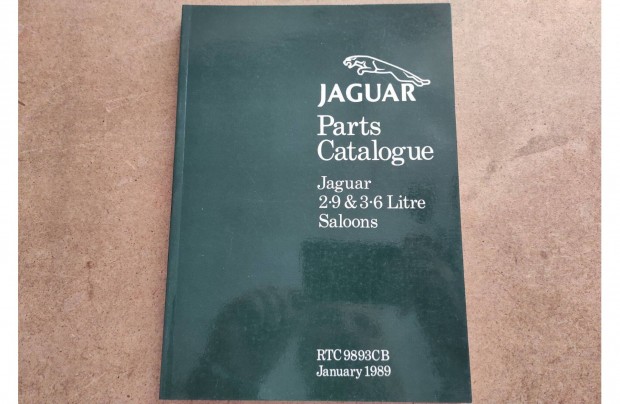 JAGUAR
Parts
Catalogue
Jaguar
2·9 & 3·6 Litre
Saloons
RTC 9893CB
January 1989